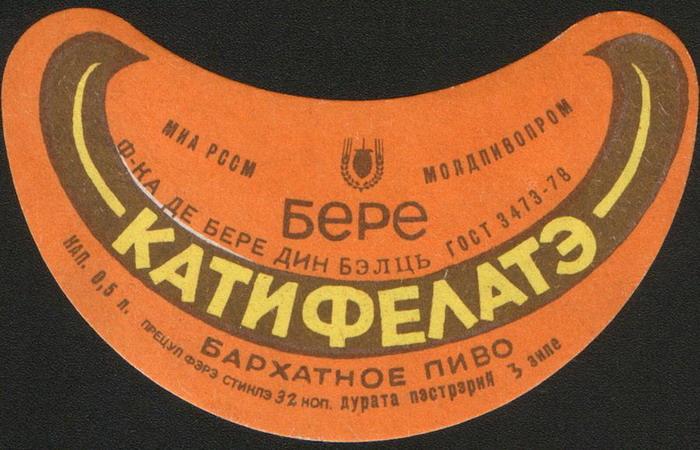 МИА РССМ
МОЛДПИВОПРОМ
Бере
Ф-КА ДЕ БЕРЕ ДИН БЭЛЦЬ ГОСТ 3473-78
КАТИФЕЛАТЭ
БАРХАТНОЕ ПИВО
НАП. 0,5 л. ПРЕЦУЛ ФЭРЭ СТИКЛЭ 32 коп. дурата пэстрэрий 3 зиле